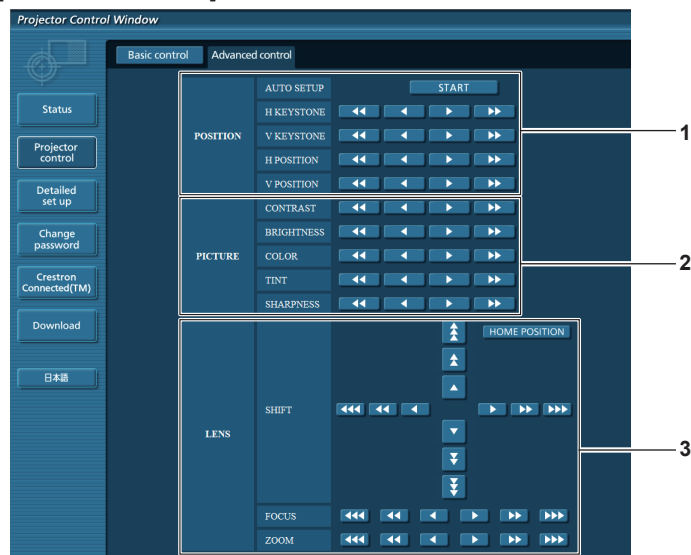 Projector Control Window
Basic control
Advanced control
Status
Projector
control
Detailed
set up
Change
password
Crestron
Connected(TM)
Download
日本語
POSITION
AUTO SETUP
START
H KEYSTONE
V KEYSTONE
H POSITION
V POSITION
1
PICTURE
CONTRAST
BRIGHTNESS
COLOR
TINT
SHARPNESS
2
LENS
SHIFT
HOME POSITION
FOCUS
ZOOM
3